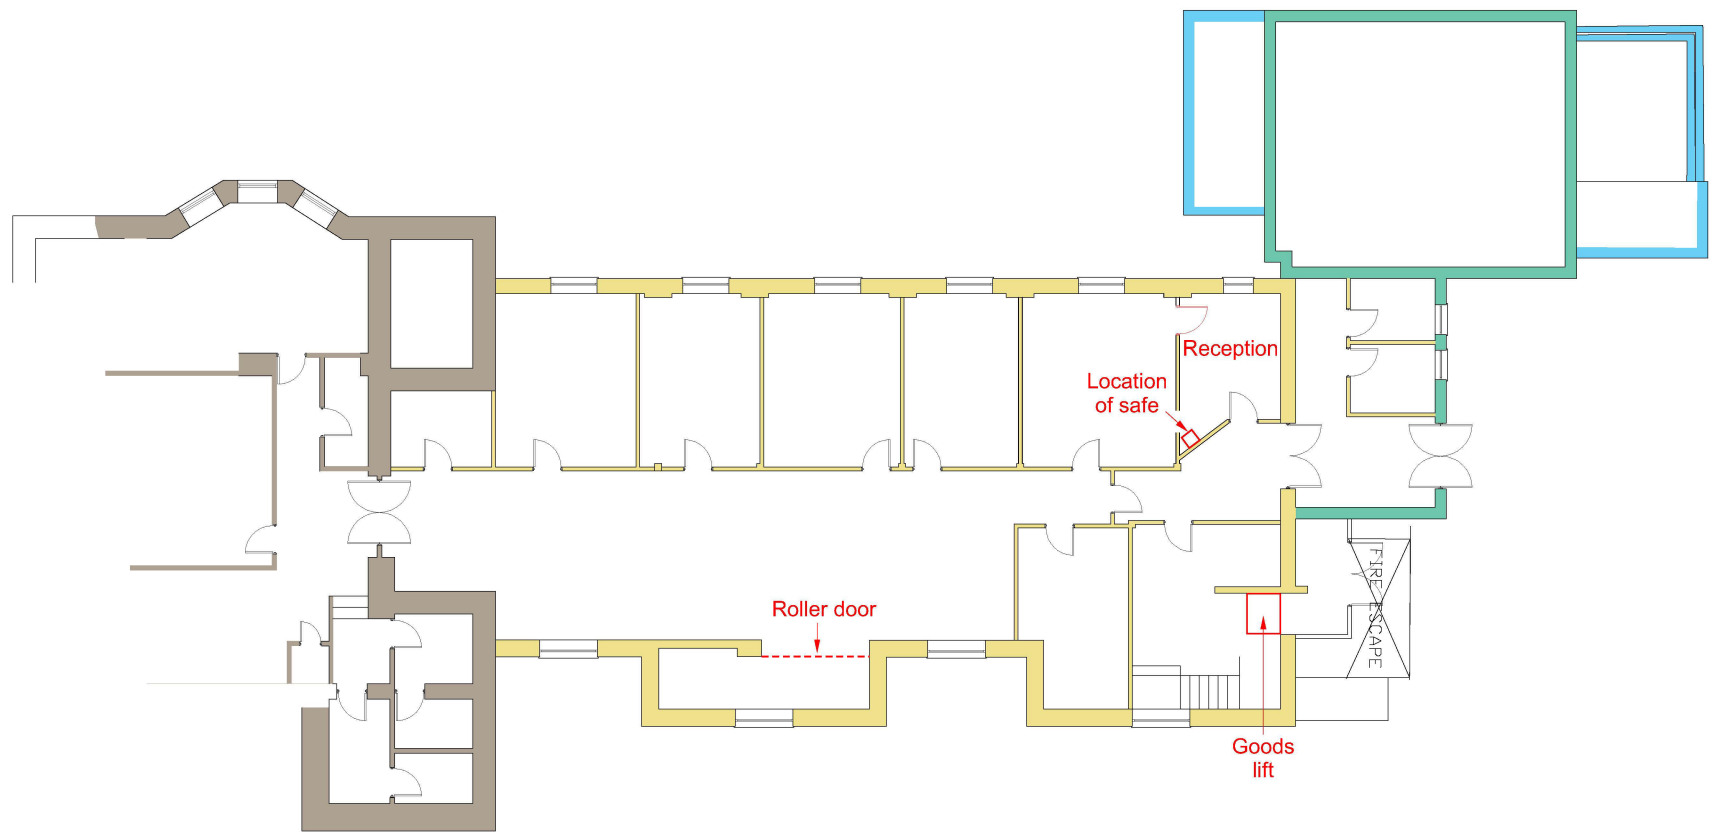 Reception
Location
of safe
Roller door
FIRE ESCAPE
Goods
lift